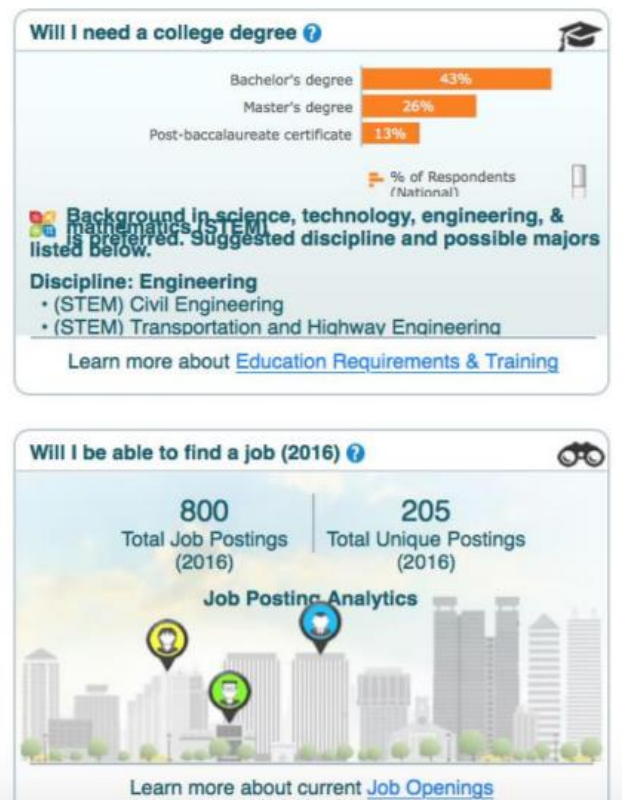 Will I need a college degree ?
Bachelor's degree 43%
Master's degree 26%
Post-baccalaureate certificate 13%
% of Respondents
(National)
Background in science, technology, engineering, &
mathematics (STEM)
is preferred. Suggested discipline and possible majors
listed below.
Discipline: Engineering
• (STEM) Civil Engineering
• (STEM) Transportation and Highway Engineering
Learn more about Education Requirements & Training
Will I be able to find a job (2016) ?
800
Total Job Postings
(2016)
205
Total Unique Postings
(2016)
Job Posting Analytics
Learn more about current Job Openings